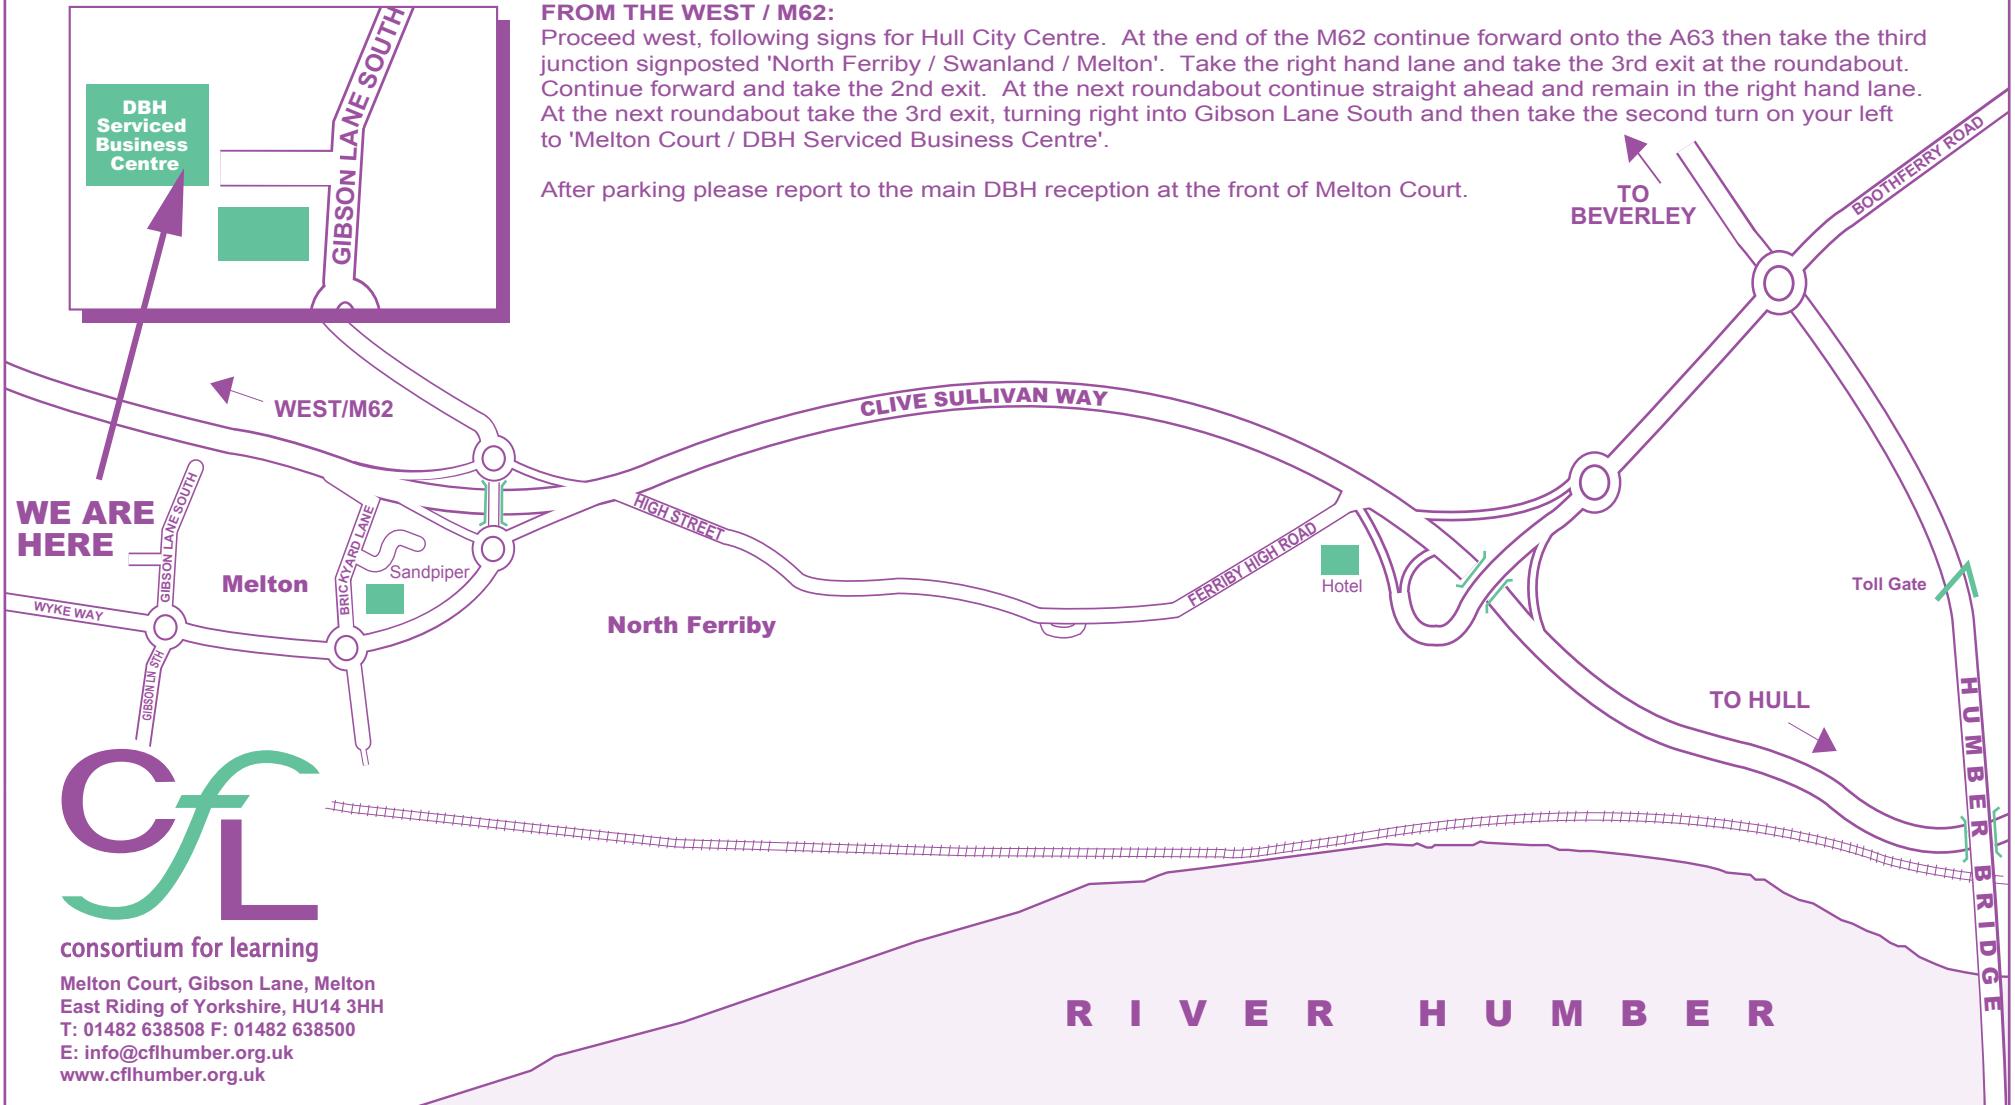 FROM THE WEST / M62:
Proceed west, following signs for Hull City Centre.  At the end of the M62 continue forward onto the A63 then take the third
junction signposted 'North Ferriby / Swanland / Melton'.  Take the right hand lane and take the 3rd exit at the roundabout.
Continue forward and take the 2nd exit.  At the next roundabout continue straight ahead and remain in the right hand lane.
At the next roundabout take the 3rd exit, turning right into Gibson Lane South and then take the second turn on your left
to 'Melton Court / DBH Serviced Business Centre'.
After parking please report to the main DBH reception at the front of Melton Court.
DBH
Serviced
Business
Centre
GIBSON LANE SOUTH
TO
BEVERLEY
BOOTHFERRY ROAD
WEST/M62
CLIVE SULLIVAN WAY
WE ARE
HERE
GIBSON LANE SOUTH
BRICKYARD LANE
Sandpiper
Melton
WYKE WAY
GIBSON LN STH
HIGH STREET
North Ferriby
FERRIBY HIGH ROAD
Hotel
Toll Gate
TO HULL
HUMBER BRIDGE
RIVER HUMBER
CfL
consortium for learning
Melton Court, Gibson Lane, Melton
East Riding of Yorkshire, HU14 3HH
T: 01482 638508 F: 01482 638500
E: info@cflhumber.org.uk
www.cflhumber.org.uk